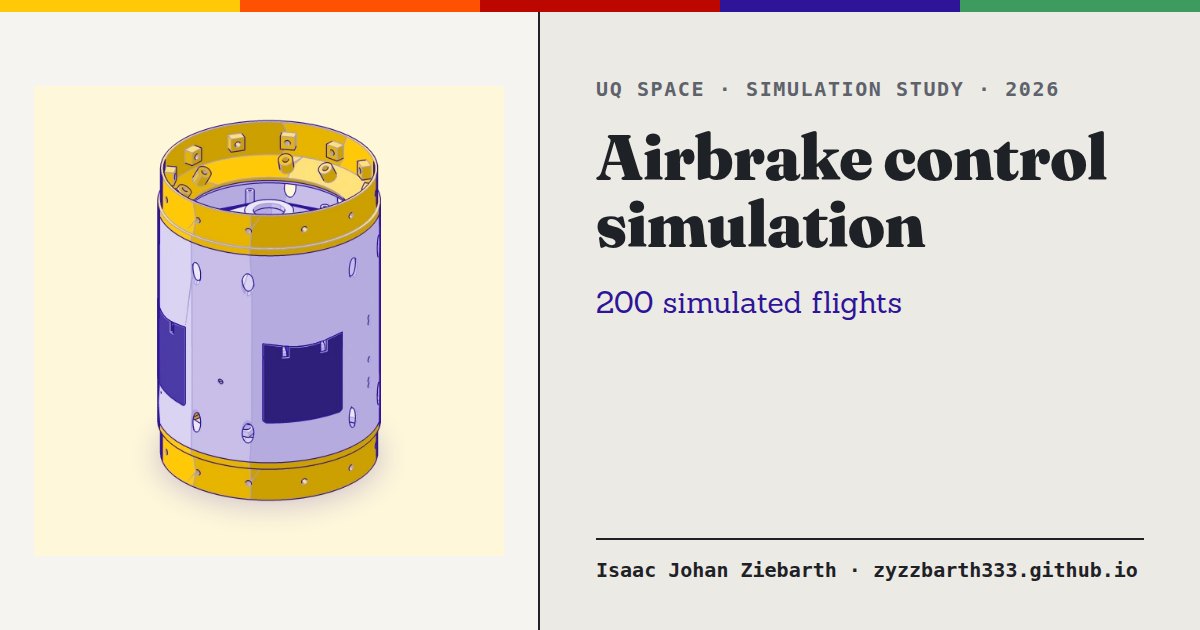 UQ SPACE · SIMULATION STUDY · 2026
Airbrake control
simulation
200 simulated flights
Isaac Johan Ziebarth · zyzzbarth333.github.io